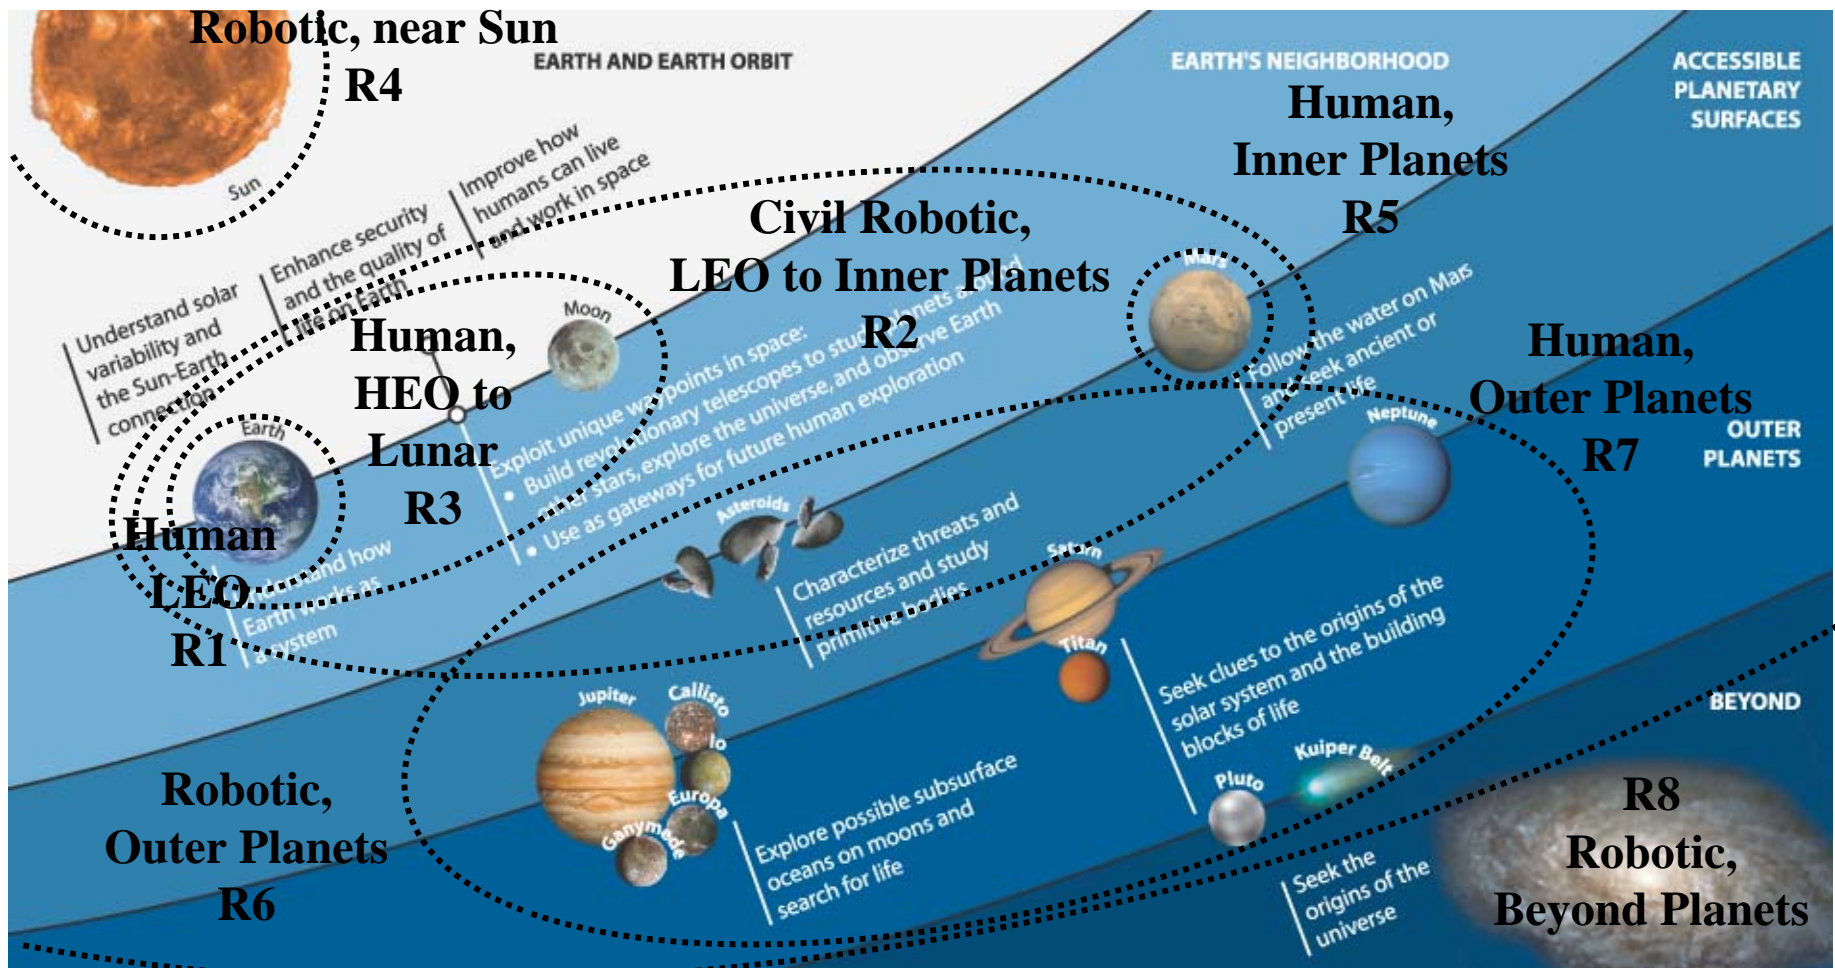 Robotic, near Sun
R4
EARTH AND EARTH ORBIT
EARTH'S NEIGHBORHOOD
ACCESSIBLE
PLANETARY
SURFACES
Human,
Inner Planets
R5
Sun
Improve how
humans can live
and work in space
Enhance security
and the quality of
life on Earth
Understand solar
variability and
the Sun-Earth
connection
Civil Robotic,
LEO to Inner Planets
R2
Mars
Moon
Human,
HEO to
Lunar
R3
Exploit unique waypoints in space:
• Build revolutionary telescopes to study planets around
other stars, explore the universe, and observe Earth
• Use as gateways for future human exploration
Follow the water on Mars
and seek ancient or
present life
Human,
Outer Planets
R7
OUTER
PLANETS
Neptune
Earth
Human
LEO
R1
Understand how
Earth works as
a system
Asteroids
Characterize threats and
resources and study
primitive bodies
Saturn
Titan
Seek clues to the origins of the
solar system and the building
blocks of life
Jupiter
Callisto
Io
Europa
Ganymede
Explore possible subsurface
oceans on moons and
search for life
Robotic,
Outer Planets
R6
Pluto
Kuiper Belt
BEYOND
Seek the
origins of the
universe
R8
Robotic,
Beyond Planets